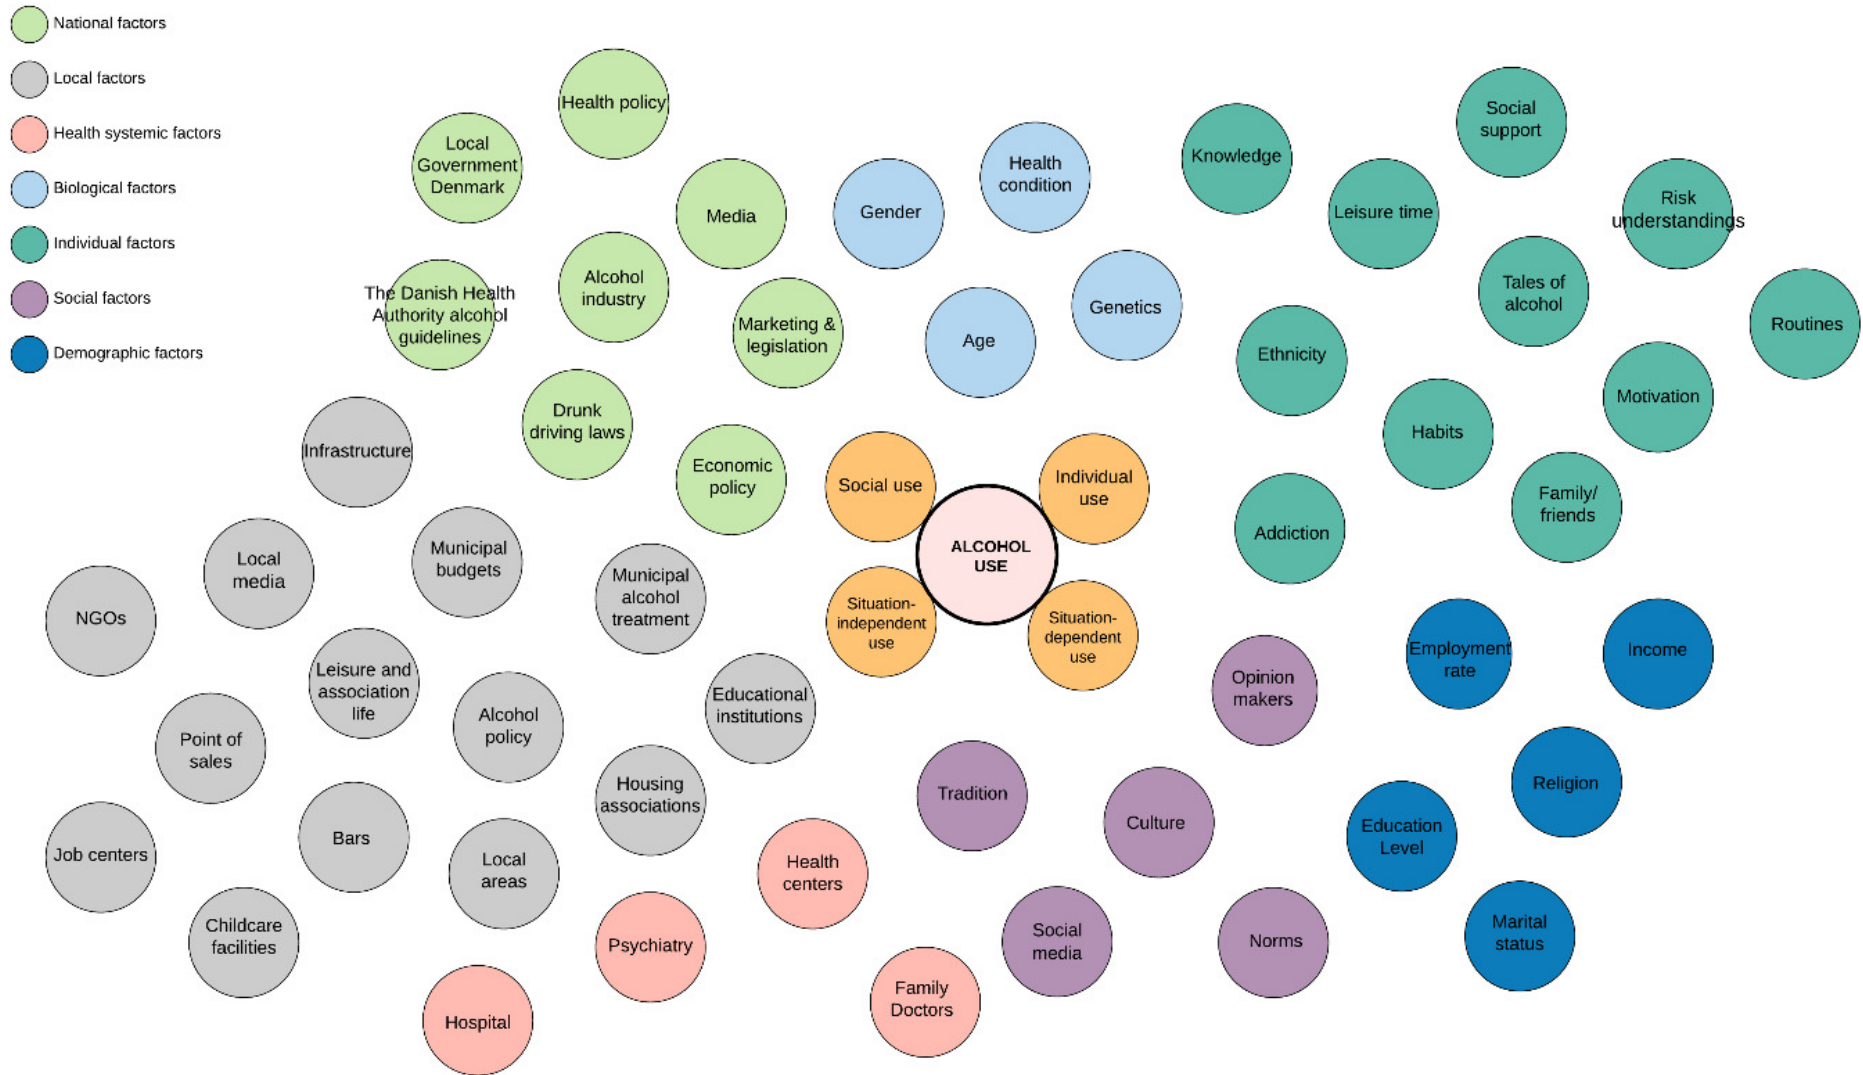 National factors
Local factors
Health systemic factors
Biological factors
Individual factors
Social factors
Demographic factors
Health policy
Local
Government
Denmark
Media
The Danish Health
Authority alcohol
guidelines
Alcohol
industry
Marketing &
legislation
Drunk
driving laws
Economic
policy
Gender
Health
condition
Age
Genetics
Knowledge
Social
support
Leisure time
Risk
understandings
Tales of
alcohol
Routines
Ethnicity
Motivation
Habits
Family/
friends
Addiction
Social use
Individual
use
ALCOHOL
USE
Situation-
independent
use
Situation-
dependent
use
Infrastructure
Local
media
Municipal
budgets
Municipal
alcohol
treatment
NGOs
Leisure and
association
life
Alcohol
policy
Educational
institutions
Point of
sales
Housing
associations
Job centers
Bars
Local
areas
Childcare
facilities
Health
centers
Psychiatry
Hospital
Family
Doctors
Opinion
makers
Tradition
Culture
Social
media
Norms
Employment
rate
Income
Religion
Education
Level
Marital
status